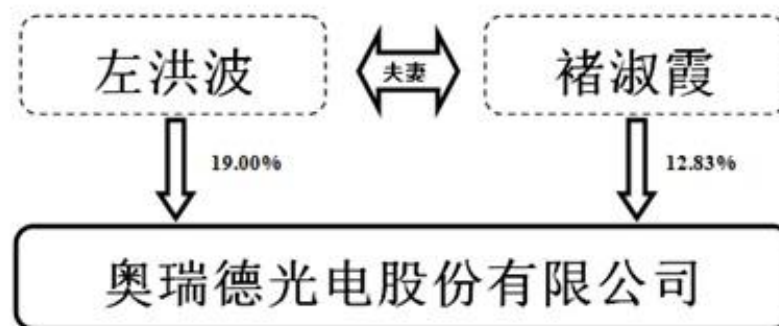 左洪波
夫妻
褚淑霞
19.00%
12.83%
奥瑞德光电股份有限公司